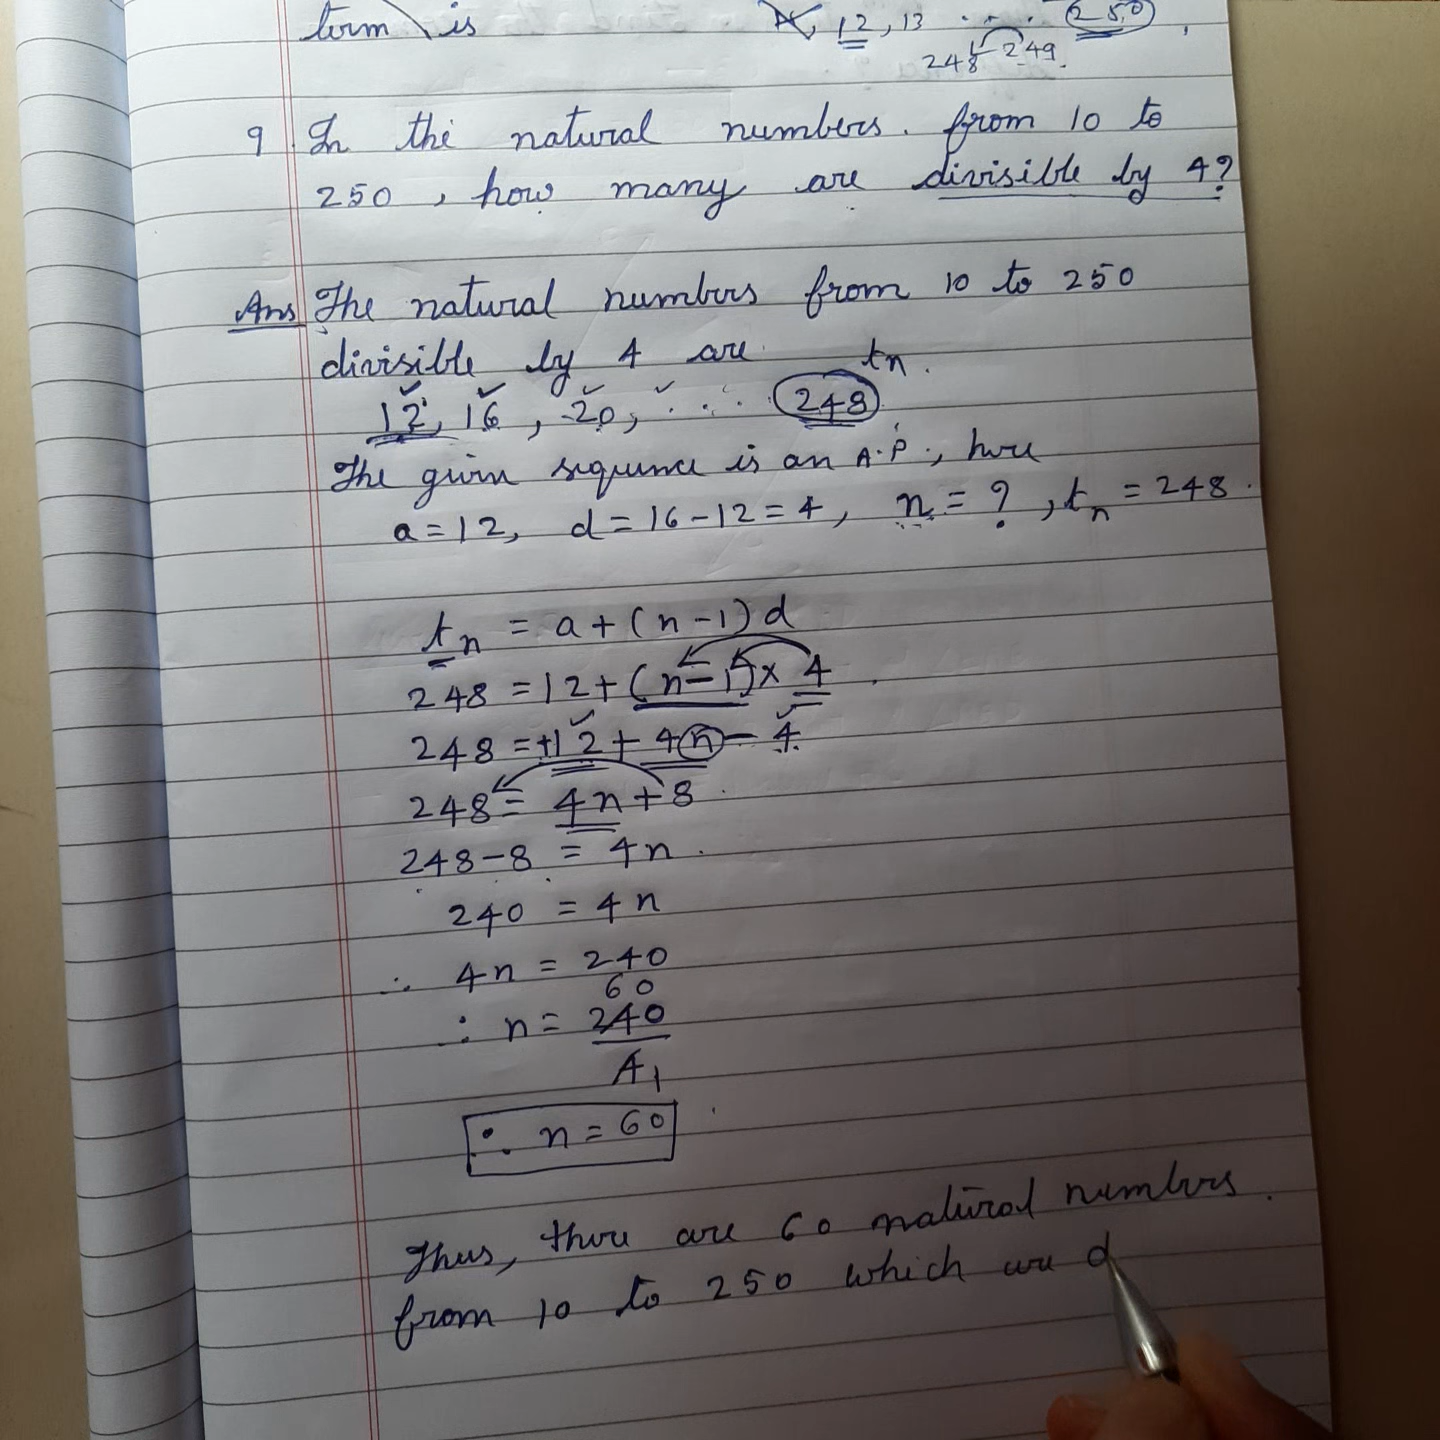 term is
12, 13 .... 250,
248 249.
9 In the natural numbers. from 10 to
250, how many are divisible by 4?
Ans The natural numbers from 10 to 250
divisible by 4 are tn.
12, 16, 20, .... 248
The given sequence is an A.P., here
a = 12, d = 16 - 12 = 4, n = ?, tn = 248.
tn = a + (n - 1) d
248 = 12 + (n - 1) x 4
248 = +12 + 4n - 4
248 = 4n + 8
248 - 8 = 4n.
240 = 4n
∴ 4n = 240
60
∴ n = 240
4 1
∴ n = 60
Thus, there are 60 natural numbers.
from 10 to 250 which are d